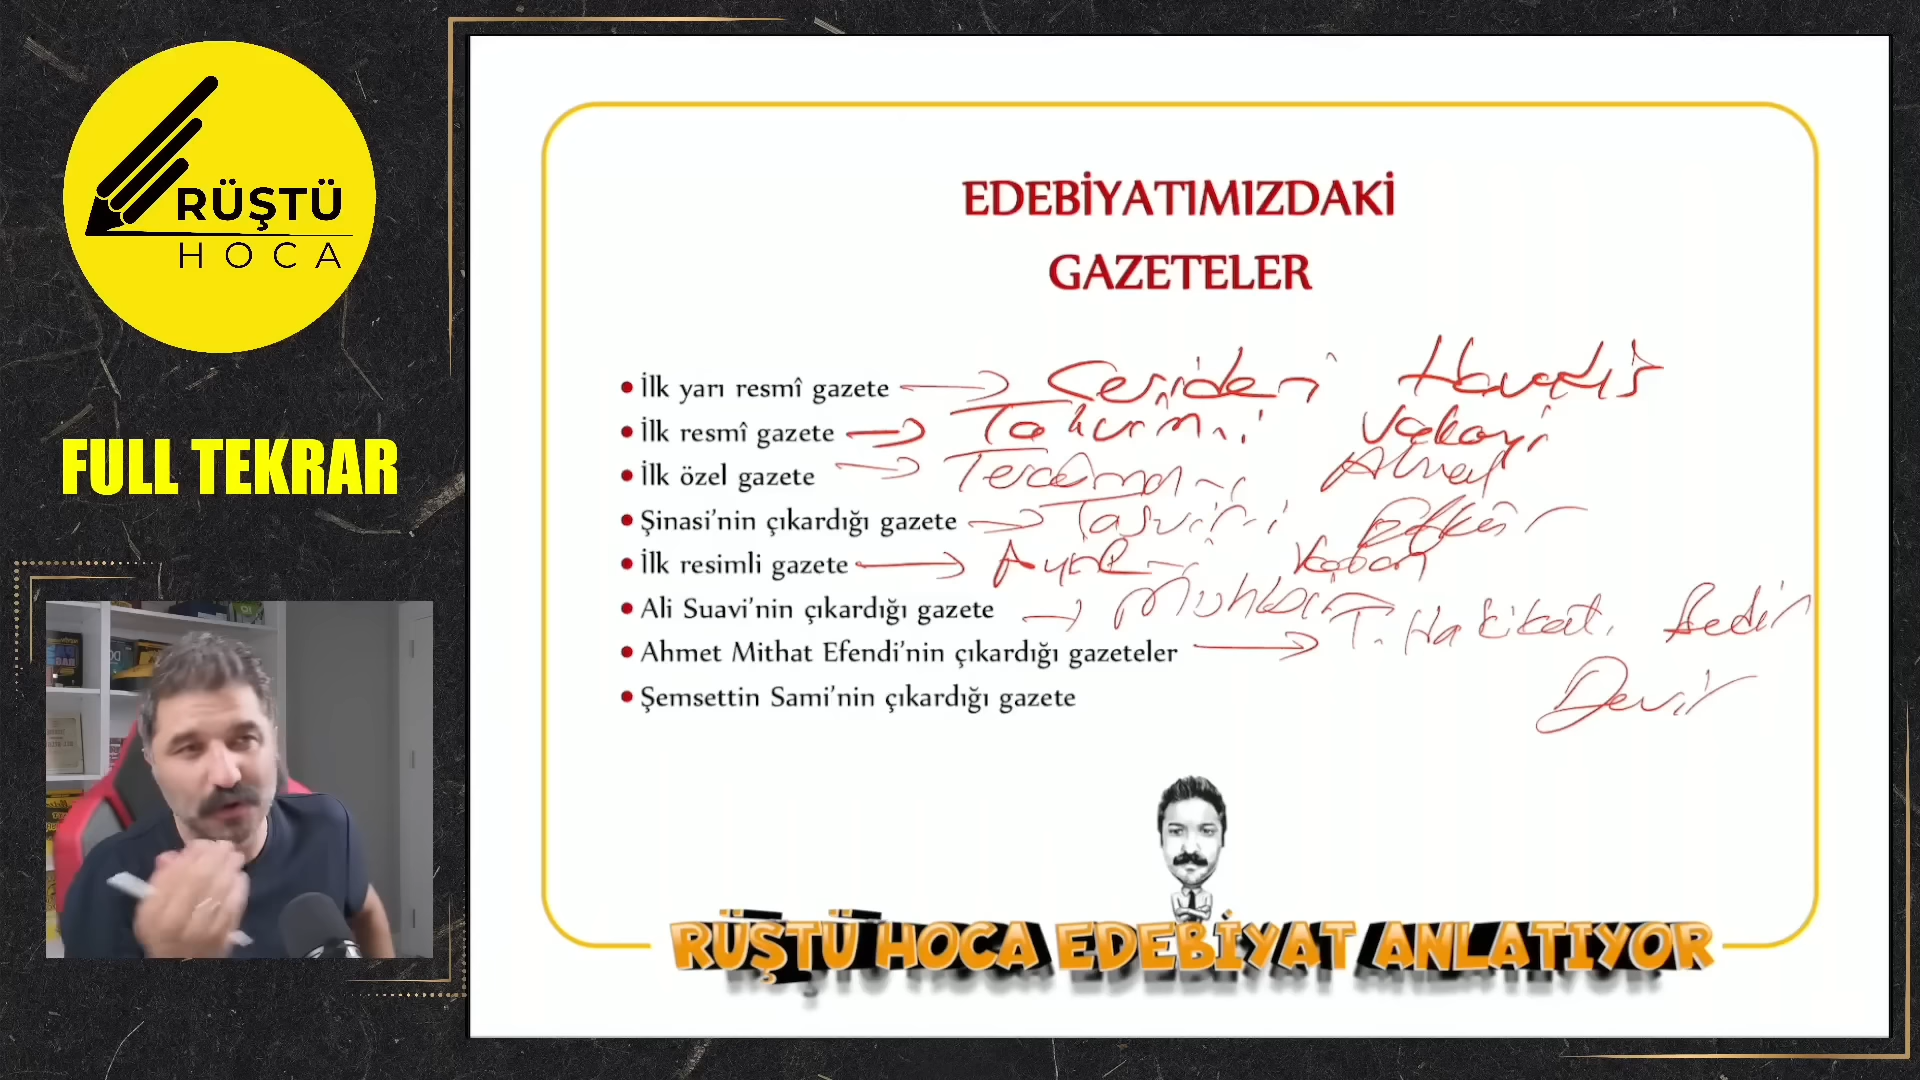 RÜŞTÜ
HOCA
FULL TEKRAR
EDEBİYATIMIZDAKİ
GAZETELER
• İlk yarı resmî gazete → Ceride-i Havadis
• İlk resmî gazete → Takvim-i Vakayi
• İlk özel gazete → Tercüman-ı Ahval
• Şinasi'nin çıkardığı gazete → Tasvir-i Efkâr
• İlk resimli gazete → Ayine-i Vatan
• Ali Suavi'nin çıkardığı gazete → Muhbir
• Ahmet Mithat Efendi'nin çıkardığı gazeteler → T. Hakikat, Bedir
Devir
• Şemsettin Sami'nin çıkardığı gazete
RÜŞTÜ HOCA EDEBİYAT ANLATIYOR